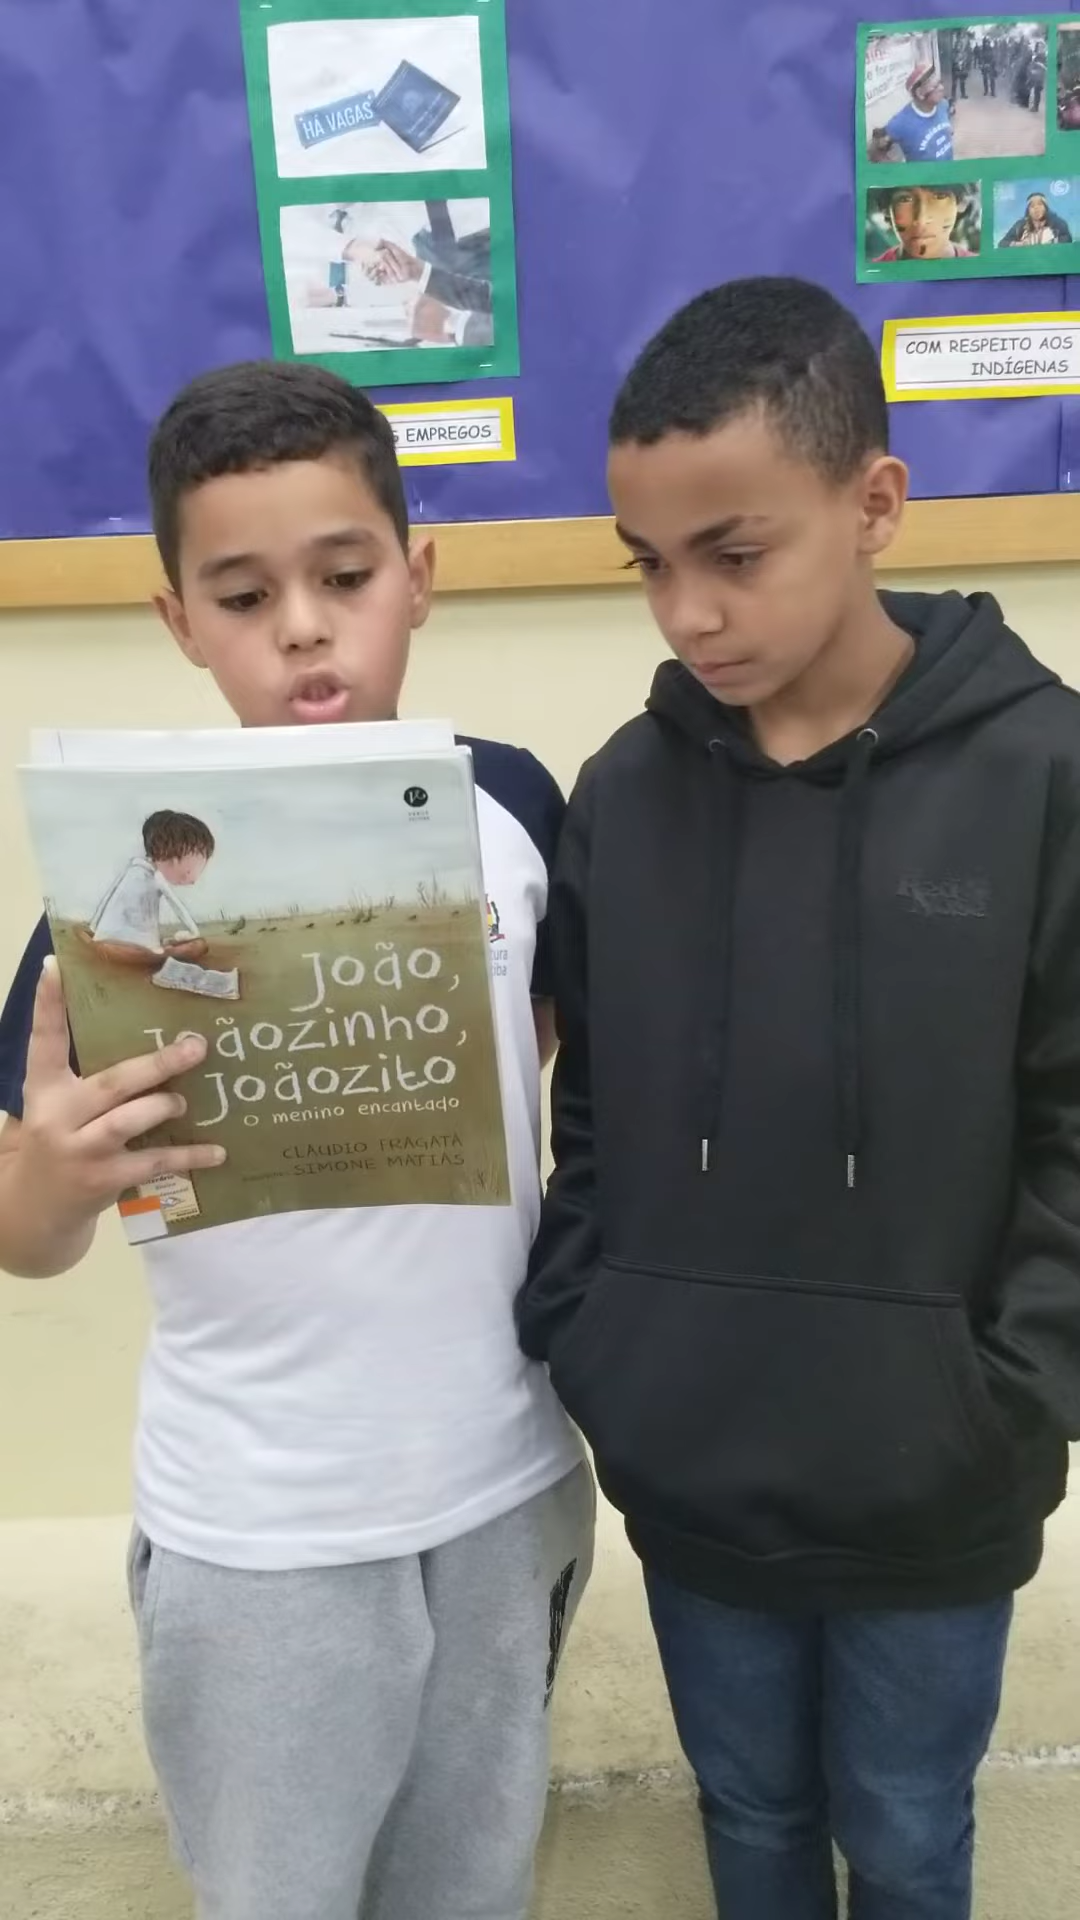 HÁ VAGAS
EMPREGOS
COM RESPEITO AOS
INDÍGENAS
João,
Joãozinho,
Joãozito
o menino encantado
CLAUDIO FRAGATA
SIMONE MATIAS